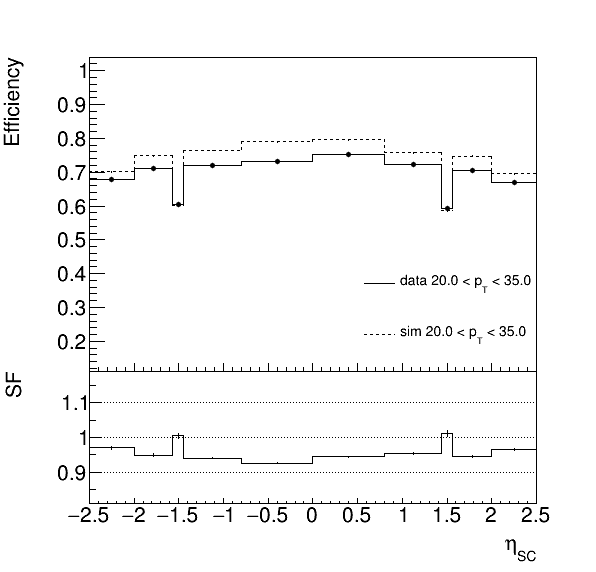 Efficiency
1
0.9
0.8
0.7
0.6
0.5
0.4
0.3
0.2
data 20.0 < p_T < 35.0
sim 20.0 < p_T < 35.0
SF
1.1
1
0.9
−2.5 −2 −1.5 −1 −0.5 0 0.5 1 1.5 2 2.5
η_SC